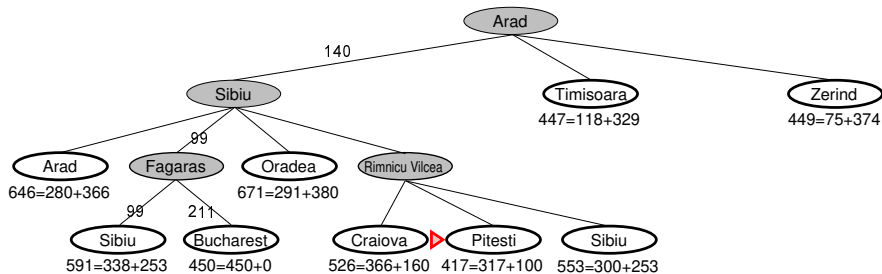 Arad
140
Sibiu
Timisoara
Zerind
447=118+329
449=75+374
99
Arad
Fagaras
Oradea
Rimnicu Vilcea
646=280+366
671=291+380
99
211
Sibiu
Bucharest
Craiova
Pitesti
Sibiu
591=338+253
450=450+0
526=366+160
417=317+100
553=300+253